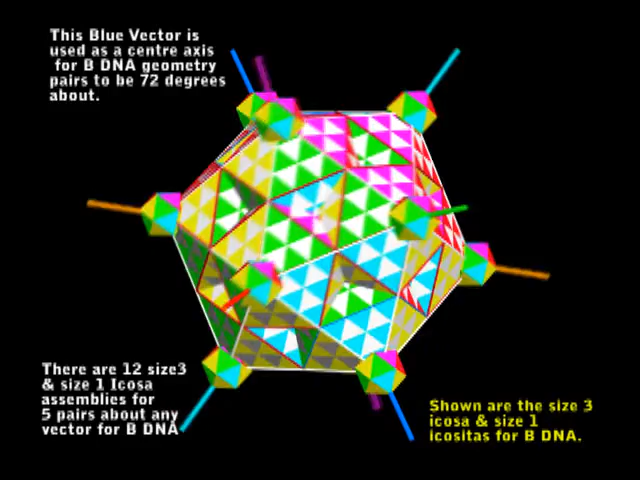 This Blue Vector is
used as a centre axis
for B DNA geometry
pairs to be 72 degrees
about.
There are 12 size3
& size 1 Icosa
assemblies for
5 pairs about any
vector for B DNA
Shown are the size 3
icosa & size 1
icositas for B DNA.